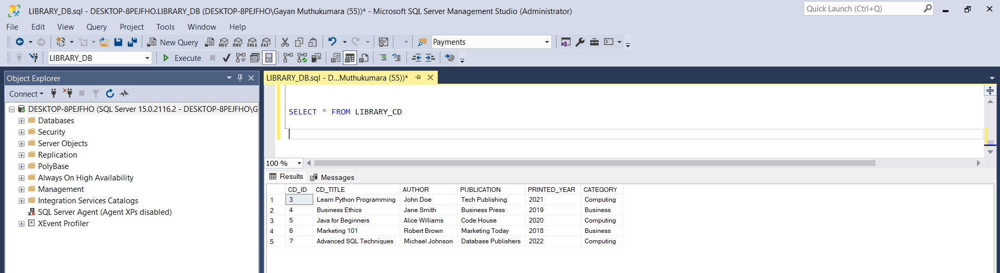 LIBRARY_DB.sql - DESKTOP-8PEJFHO.LIBRARY_DB (DESKTOP-8PEJFHO\Gayan Muthukumara (55))* - Microsoft SQL Server Management Studio (Administrator)
Quick Launch (Ctrl+Q)
File Edit View Query Project Tools Window Help
New Query MDX DMX XMLA DAX Payments
LIBRARY_DB Execute
Object Explorer
LIBRARY_DB.sql - D...Muthukumara (55))*
Connect
DESKTOP-8PEJFHO (SQL Server 15.0.2116.2 - DESKTOP-8PEJFHO\G
Databases
Security
Server Objects
Replication
PolyBase
Always On High Availability
Management
Integration Services Catalogs
SQL Server Agent (Agent XPs disabled)
XEvent Profiler
SELECT * FROM LIBRARY_CD
100 %
Results Messages
CD_ID CD_TITLE AUTHOR PUBLICATION PRINTED_YEAR CATEGORY
1 3 Learn Python Programming John Doe Tech Publishing 2021 Computing
2 4 Business Ethics Jane Smith Business Press 2019 Business
3 5 Java for Beginners Alice Williams Code House 2020 Computing
4 6 Marketing 101 Robert Brown Marketing Today 2018 Business
5 7 Advanced SQL Techniques Michael Johnson Database Publishers 2022 Computing